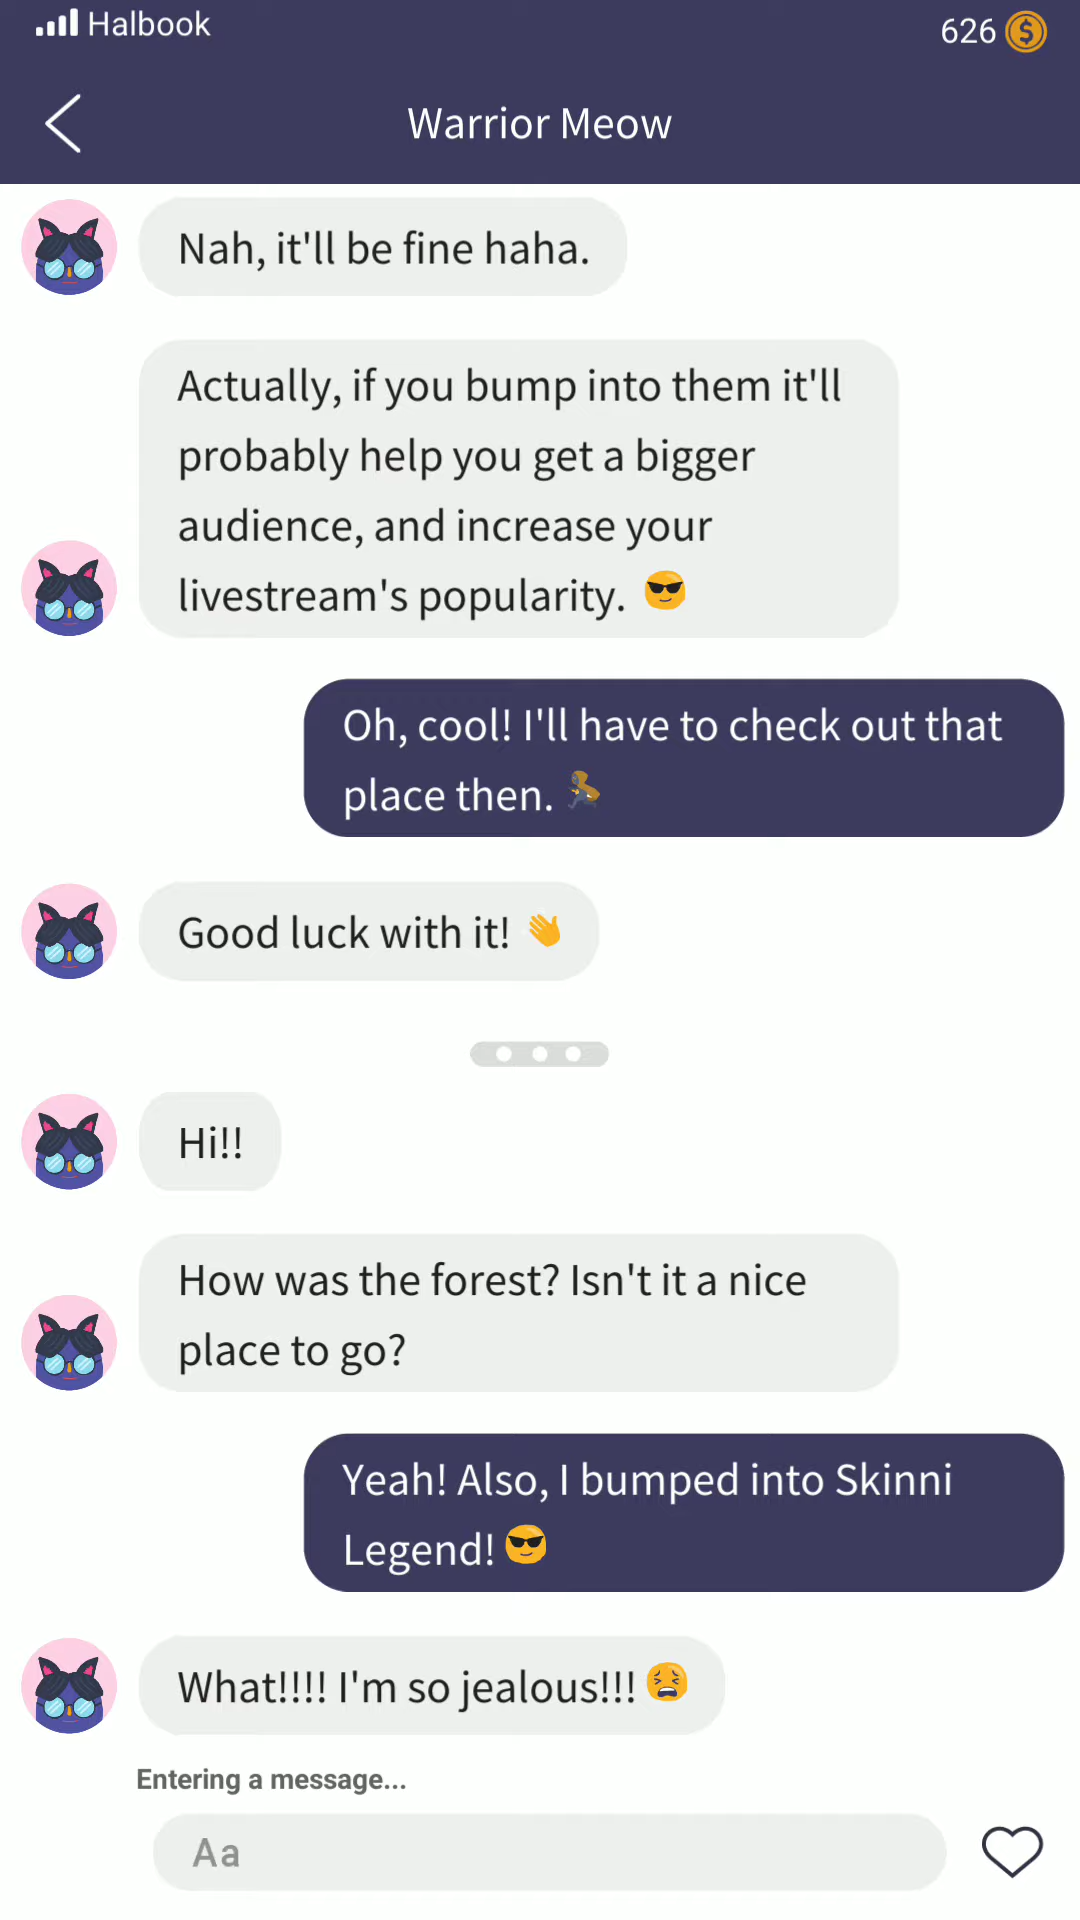 Halbook
626
Warrior Meow
Nah, it'll be fine haha.
Actually, if you bump into them it'll
probably help you get a bigger
audience, and increase your
livestream's popularity. 😎
Oh, cool! I'll have to check out that
place then. 🏃
Good luck with it! 👋
Hi!!
How was the forest? Isn't it a nice
place to go?
Yeah! Also, I bumped into Skinni
Legend! 😎
What!!!! I'm so jealous!!! 😫
Entering a message...
Aa